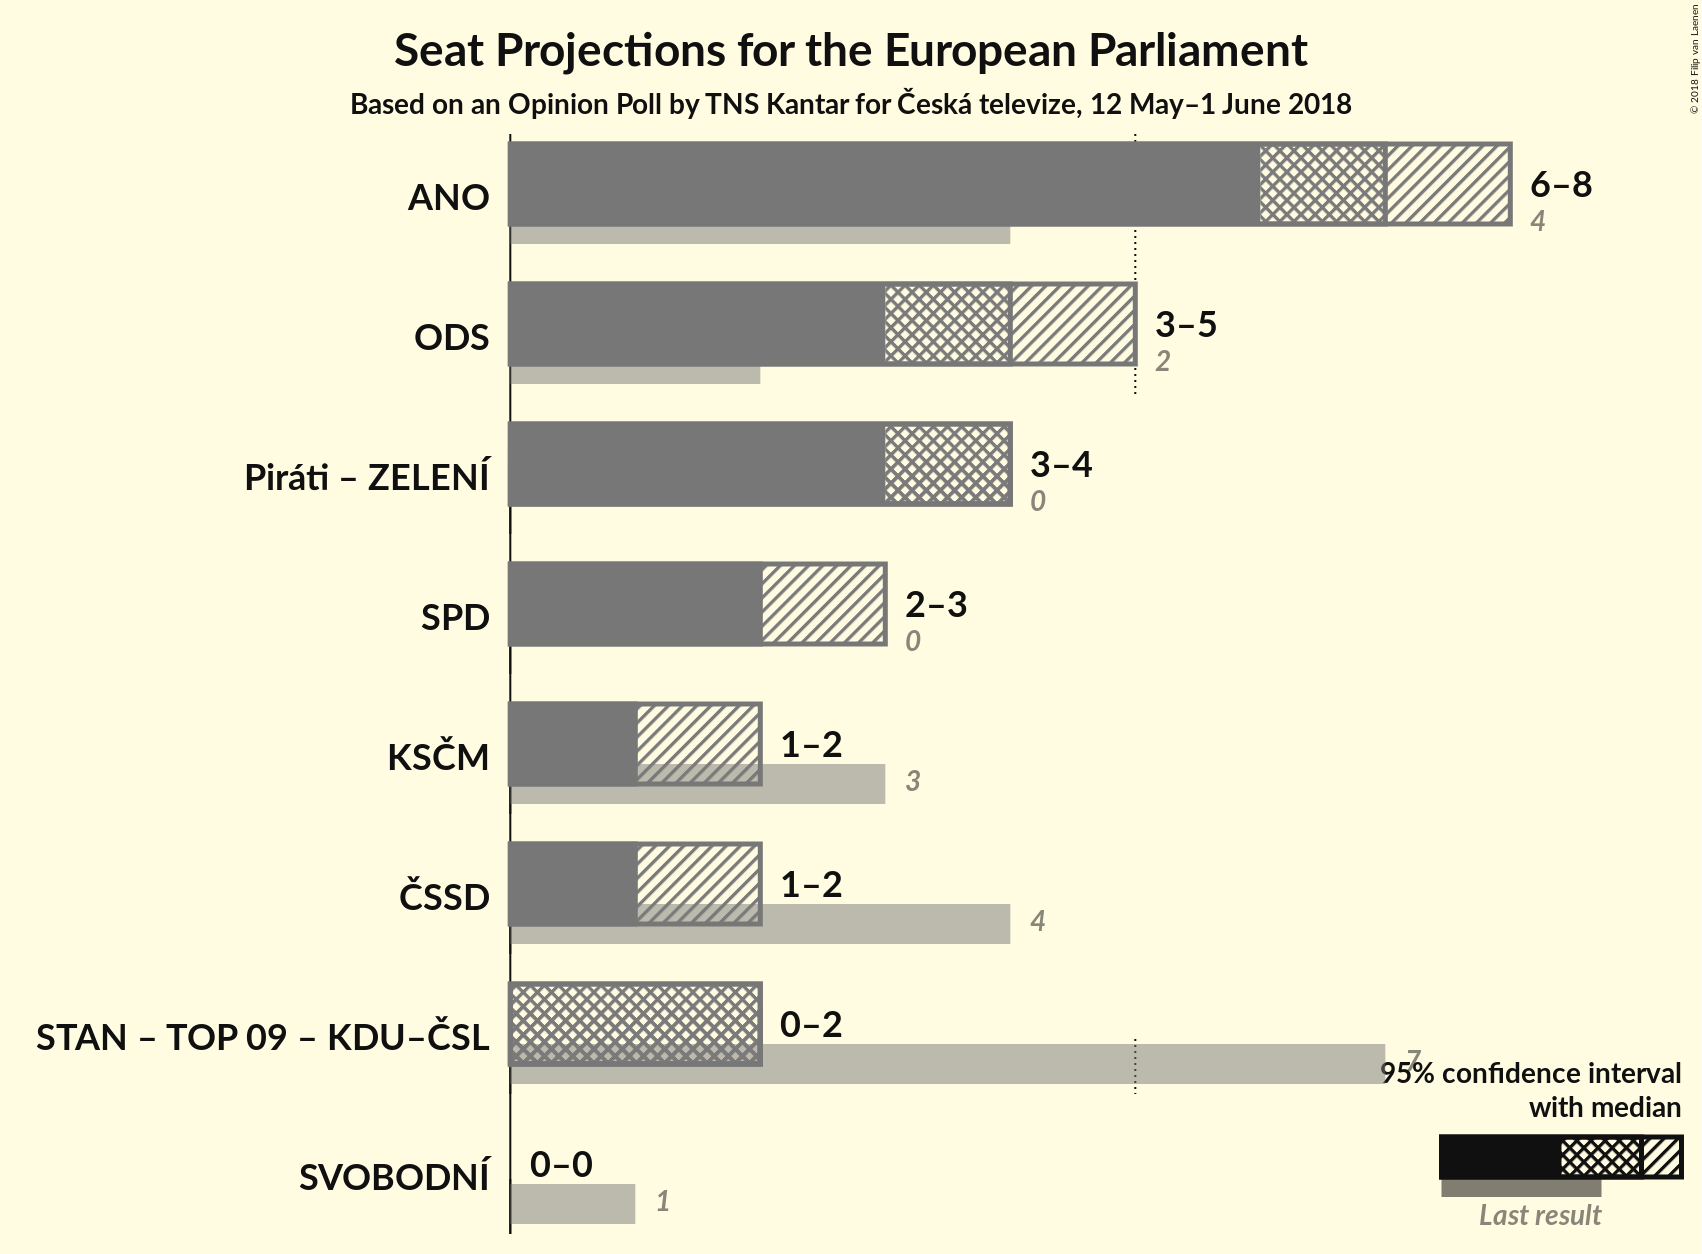 Seat Projections for the European Parliament
Based on an Opinion Poll by TNS Kantar for Česká televize, 12 May–1 June 2018
© 2018 Filip van Laenen
ANO
6–8
4
ODS
3–5
2
Piráti – ZELENÍ
3–4
0
SPD
2–3
0
KSČM
1–2
3
ČSSD
1–2
4
STAN – TOP 09 – KDU–ČSL
0–2
7
95% confidence interval
with median
SVOBODNÍ
0–0
1
Last result